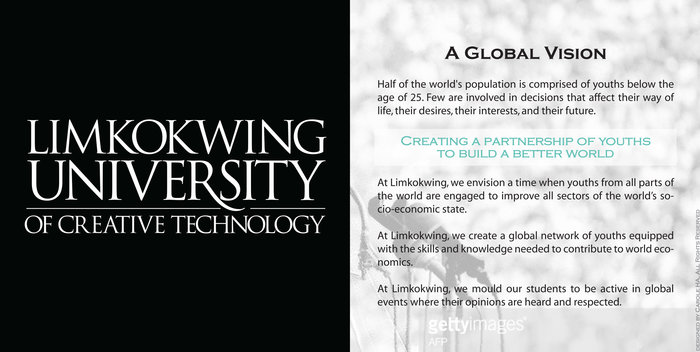 LIMKOKWING
UNIVERSITY
OF CREATIVE TECHNOLOGY
A GLOBAL VISION
Half of the world's population is comprised of youths below the
age of 25. Few are involved in decisions that affect their way of
life, their desires, their interests, and their future.
CREATING A PARTNERSHIP OF YOUTHS
TO BUILD A BETTER WORLD
At Limkokwing, we envision a time when youths from all parts of
the world are engaged to improve all sectors of the world's so-
cio-economic state.
At Limkokwing, we create a global network of youths equipped
with the skills and knowledge needed to contribute to world eco-
nomics.
At Limkokwing, we mould our students to be active in global
events where their opinions are heard and respected.
gettyimages®
AFP
ALL RIGHTS RESERVED